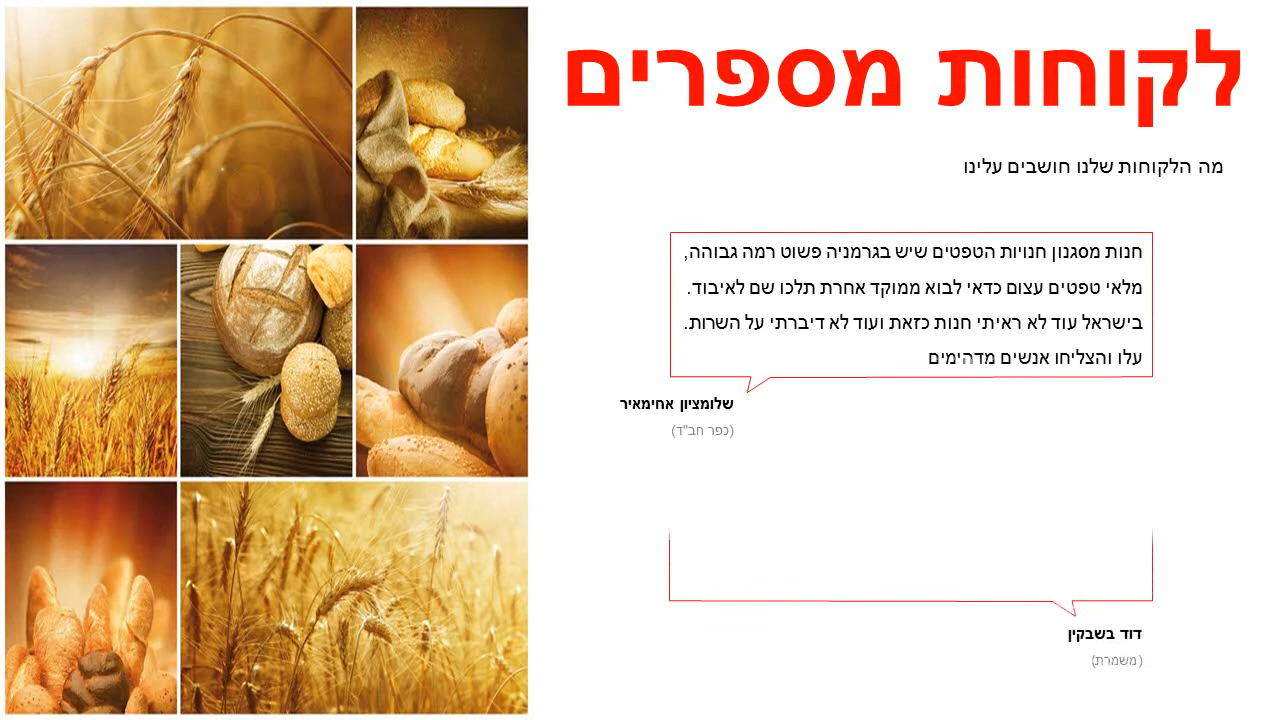 לקוחות מספרים
מה הלקוחות שלנו חושבים עלינו
חנות מסגנון חנויות הטפטים שיש בגרמניה פשוט רמה גבוהה,
מלאי טפטים עצום כדאי לבוא ממוקד אחרת תלכו שם לאיבוד.
בישראל עוד לא ראיתי חנות כזאת ועוד לא דיברתי על השרות.
עלו והצליחו אנשים מדהימים
שלומציון אחימאיר
(כפר חב"ד)
דוד בשבקין
(משמרת)